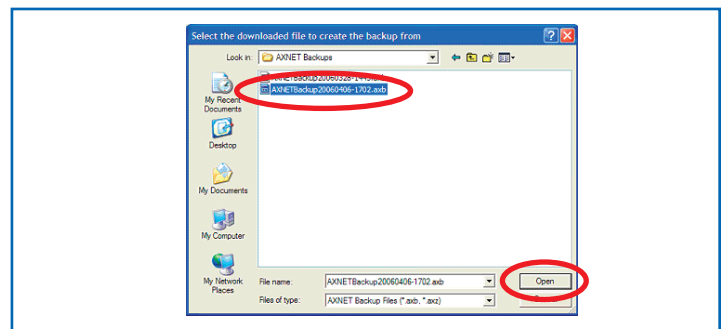 Select the downloaded file to create the backup from
Look in:
AXNET Backups
AXNETBackup20060406-1702.axb
My Recent
Documents
Desktop
My Documents
My Computer
My Network
Places
File name:
AXNETBackup20060406-1702.axb
Open
Files of type:
AXNET Backup Files (*.axb, *.axz)